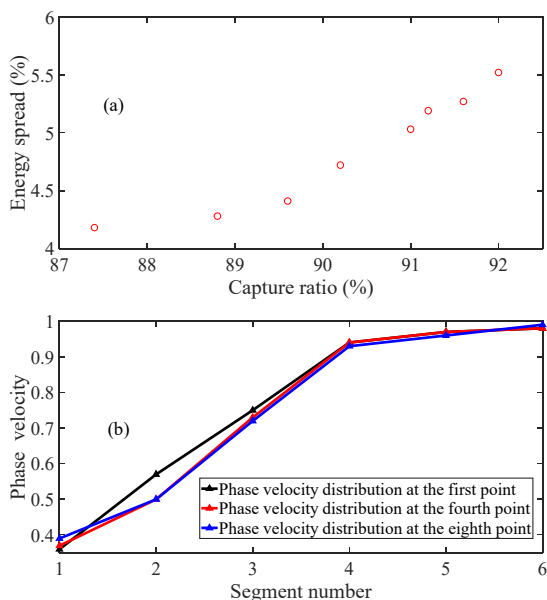 6
5.5
5
4.5
4
Energy spread (%)
(a)
87 88 89 90 91 92
Capture ratio (%)
1
0.9
0.8
0.7
0.6
0.5
0.4
Phase velocity
(b)
Phase velocity distribution at the first point
Phase velocity distribution at the fourth point
Phase velocity distribution at the eighth point
1 2 3 4 5 6
Segment number